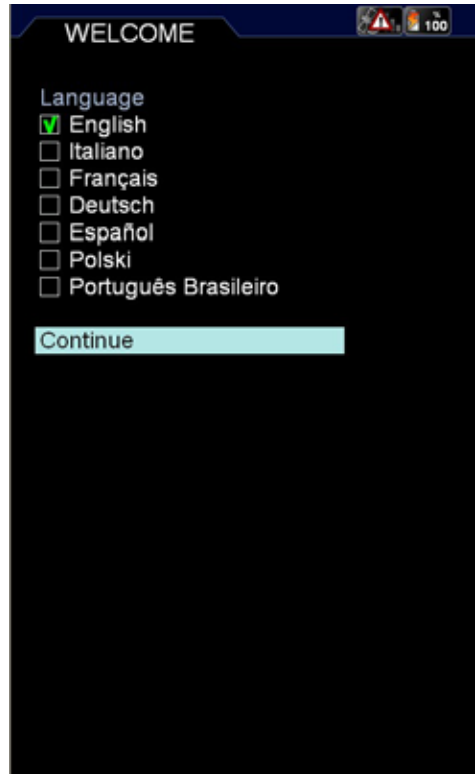 WELCOME
%
100
Language
English
Italiano
Français
Deutsch
Español
Polski
Português Brasileiro
Continue